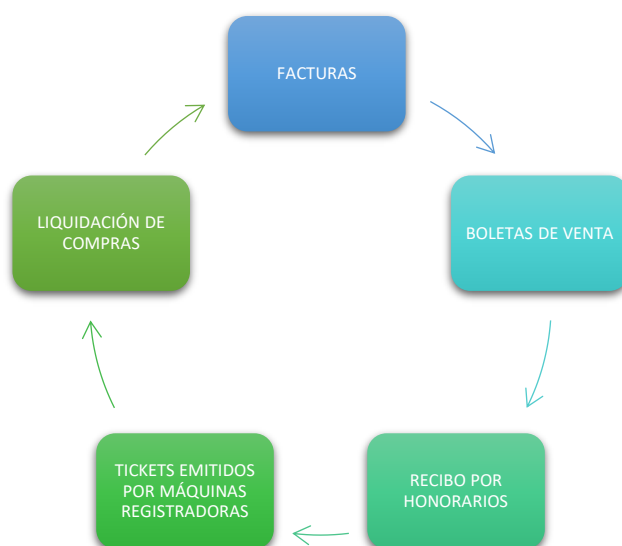 FACTURAS
BOLETAS DE VENTA
RECIBO POR
HONORARIOS
TICKETS EMITIDOS
POR MÁQUINAS
REGISTRADORAS
LIQUIDACIÓN DE
COMPRAS